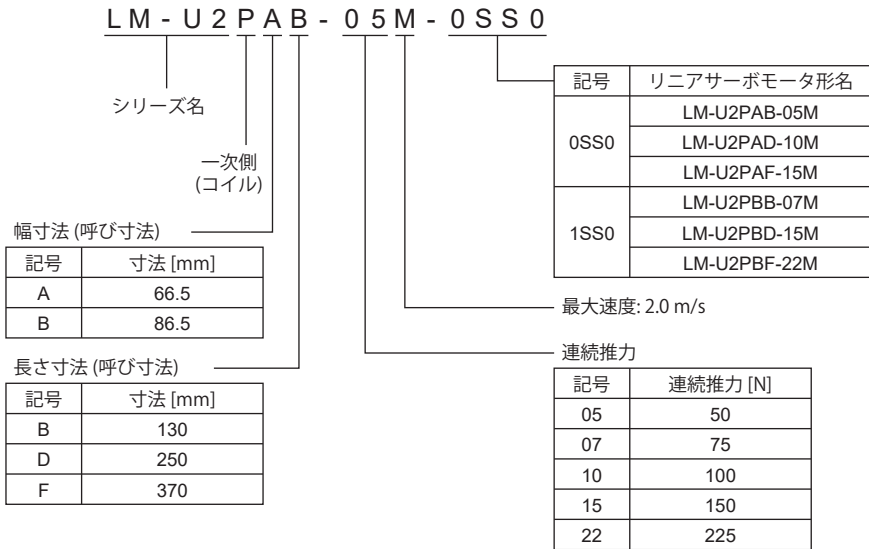 LM-U2PAB-05M-0SS0
シリーズ名
一次側
(コイル)
幅寸法 (呼び寸法)
記号 寸法 [mm]
A 66.5
B 86.5
長さ寸法 (呼び寸法)
記号 寸法 [mm]
B 130
D 250
F 370
記号 リニアサーボモータ形名
0SS0 LM-U2PAB-05M
LM-U2PAD-10M
LM-U2PAF-15M
1SS0 LM-U2PBB-07M
LM-U2PBD-15M
LM-U2PBF-22M
最大速度: 2.0 m/s
連続推力
記号 連続推力 [N]
05 50
07 75
10 100
15 150
22 225